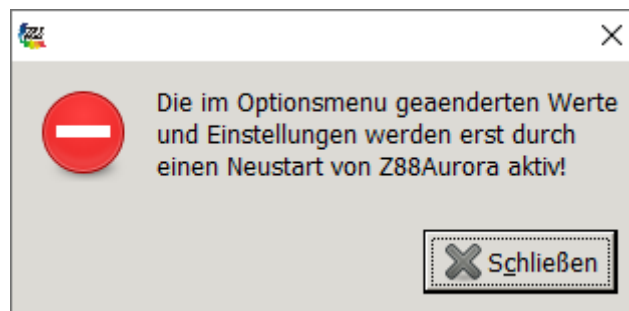 Die im Optionsmenu geaenderten Werte
und Einstellungen werden erst durch
einen Neustart von Z88Aurora aktiv!
Schließen